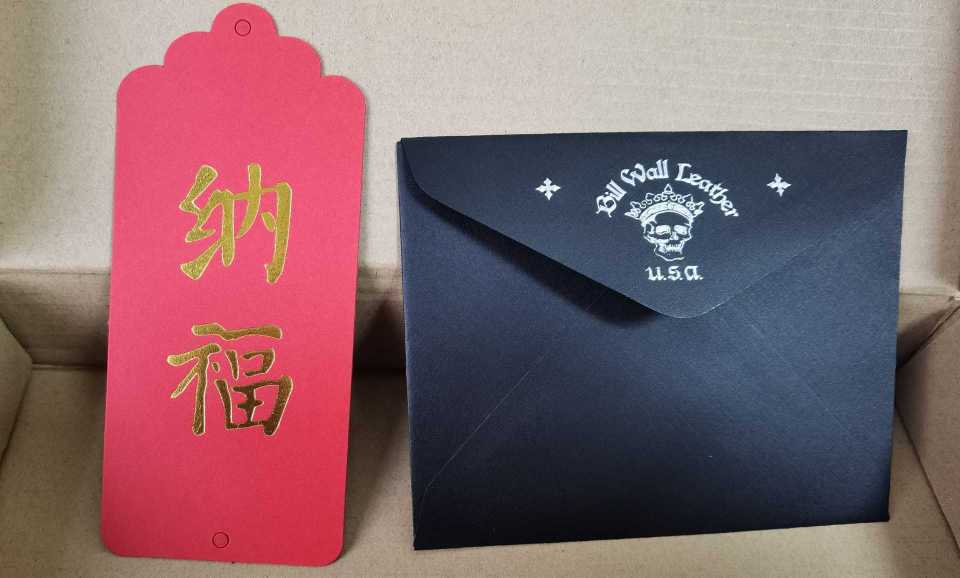 纳
福
Bill Wall Leather
U.S.A.